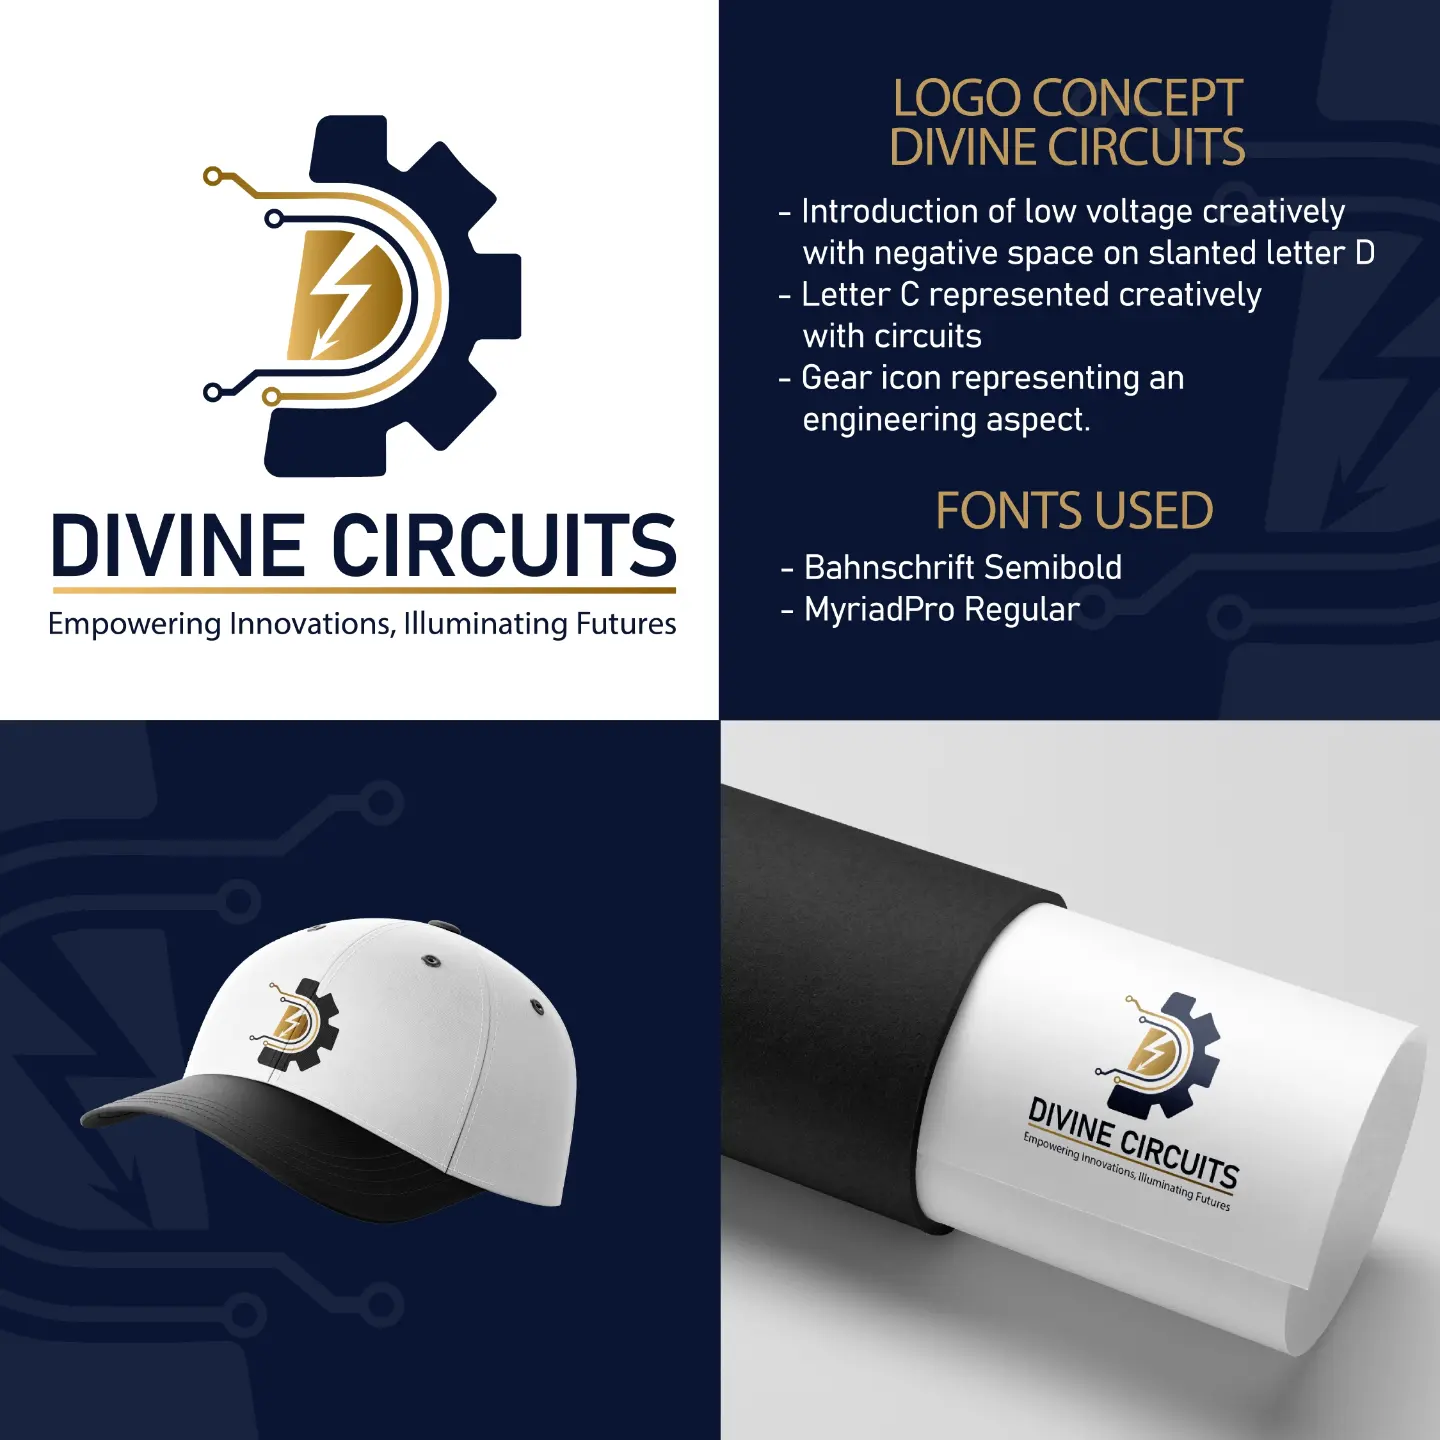 DIVINE CIRCUITS
Empowering Innovations, Illuminating Futures
LOGO CONCEPT
DIVINE CIRCUITS
- Introduction of low voltage creatively
with negative space on slanted letter D
- Letter C represented creatively
with circuits
- Gear icon representing an
engineering aspect.
FONTS USED
- Bahnschrift Semibold
- MyriadPro Regular
DIVINE CIRCUITS
Empowering Innovations, Illuminating Futures